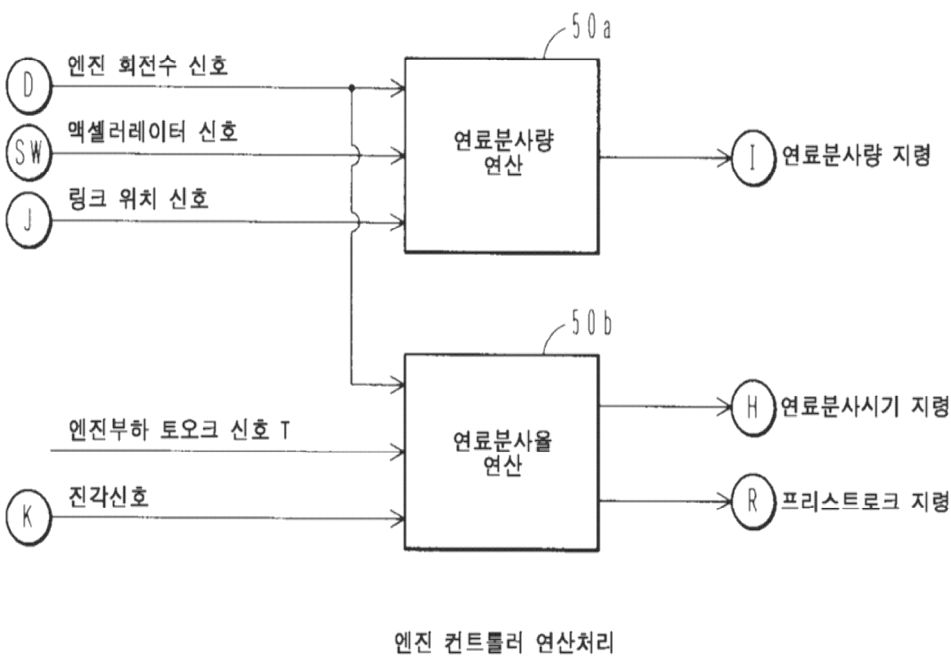 50a
D 엔진 회전수 신호
SW 액셀러레이터 신호
J 링크 위치 신호
연료분사량
연산
I 연료분사량 지령
50b
엔진부하 토오크 신호 T
K 진각신호
연료분사율
연산
H 연료분사시기 지령
R 프리스트로크 지령
엔진 컨트롤러 연산처리